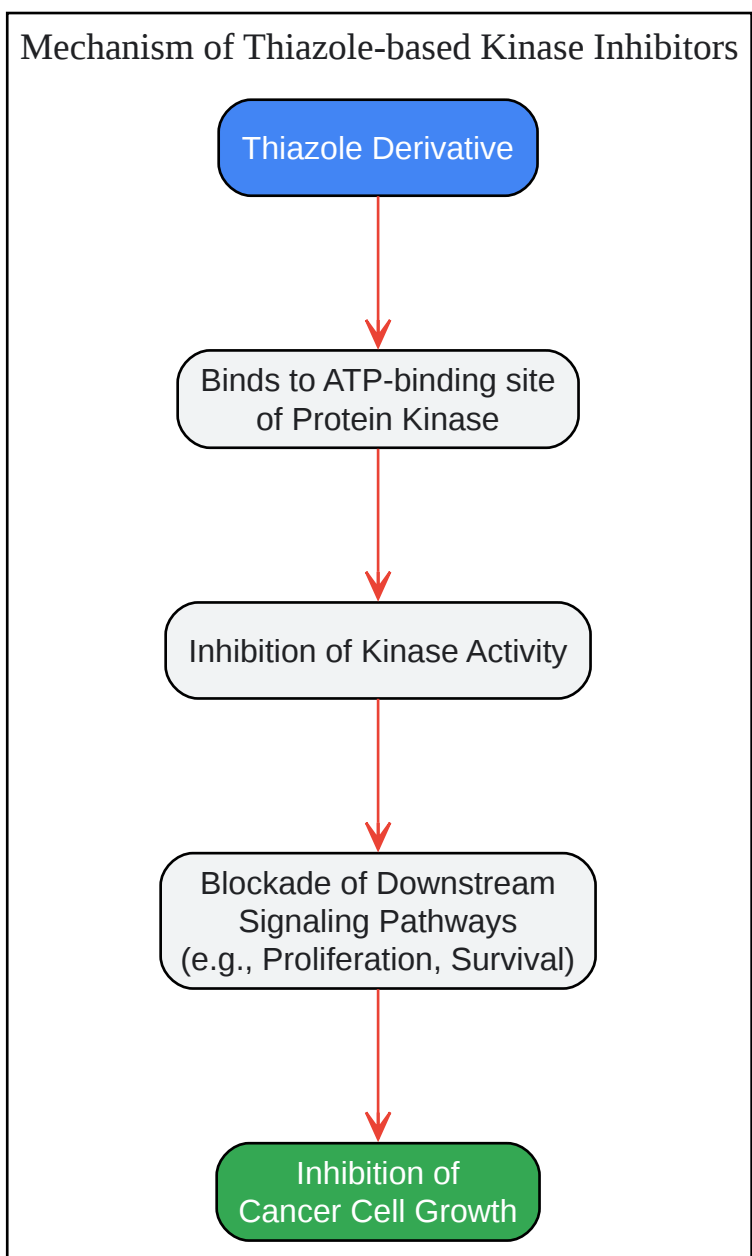 Mechanism of Thiazole-based Kinase Inhibitors
Thiazole Derivative
Binds to ATP-binding site
of Protein Kinase
Inhibition of Kinase Activity
Blockade of Downstream
Signaling Pathways
(e.g., Proliferation, Survival)
Inhibition of
Cancer Cell Growth